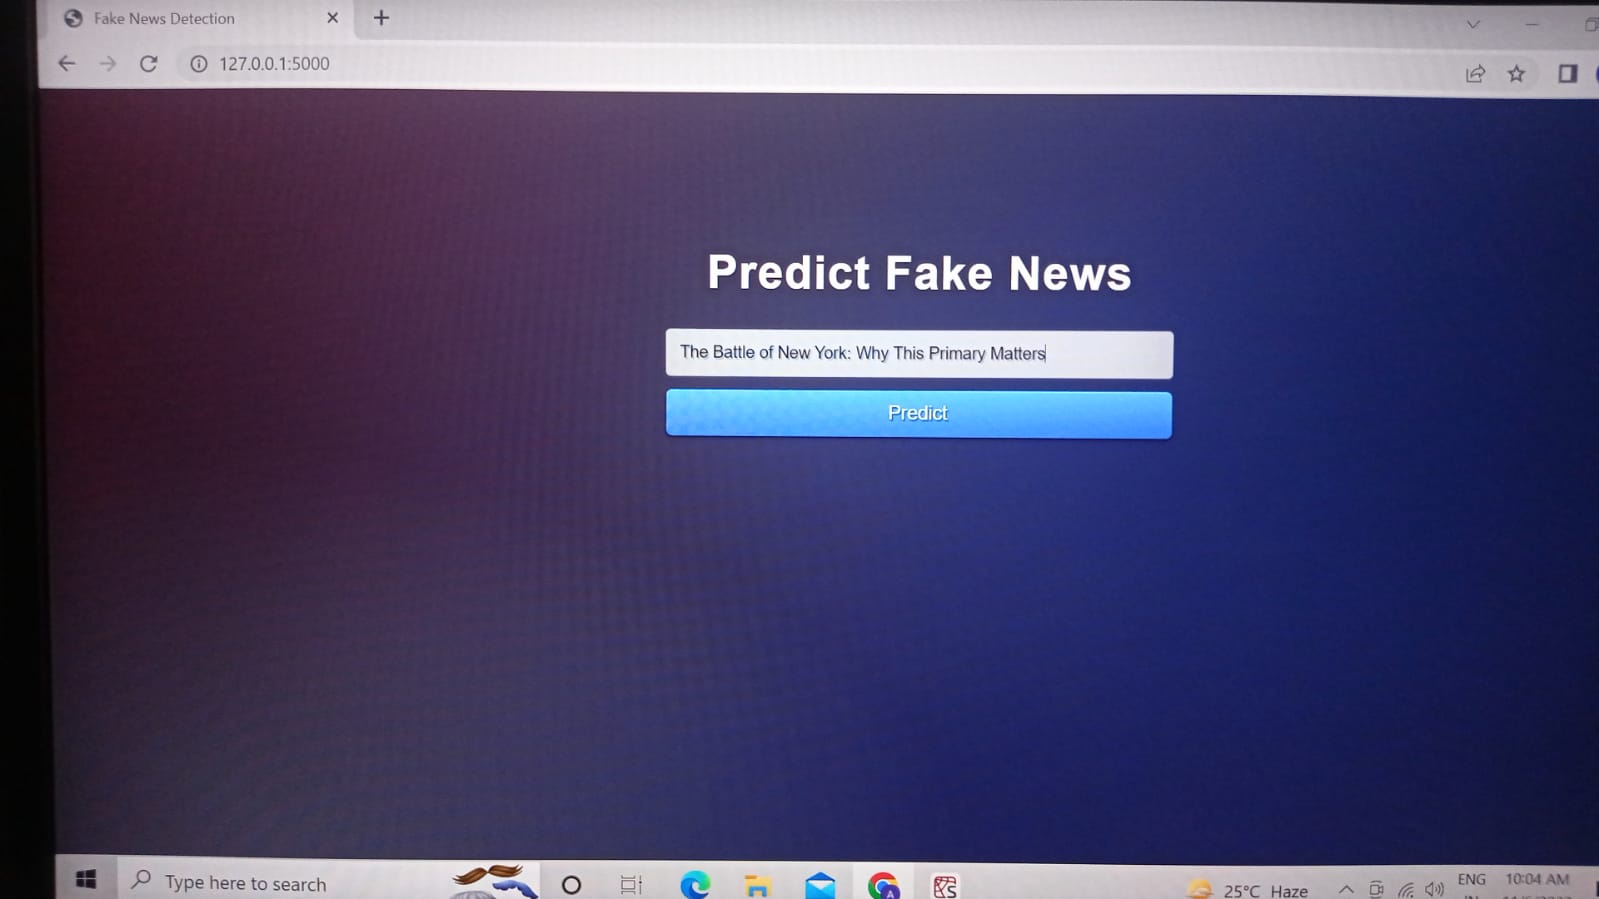 Fake News Detection
127.0.0.1:5000
Predict Fake News
The Battle of New York: Why This Primary Matters
Predict
Type here to search
25°C Haze
ENG
10:04 AM